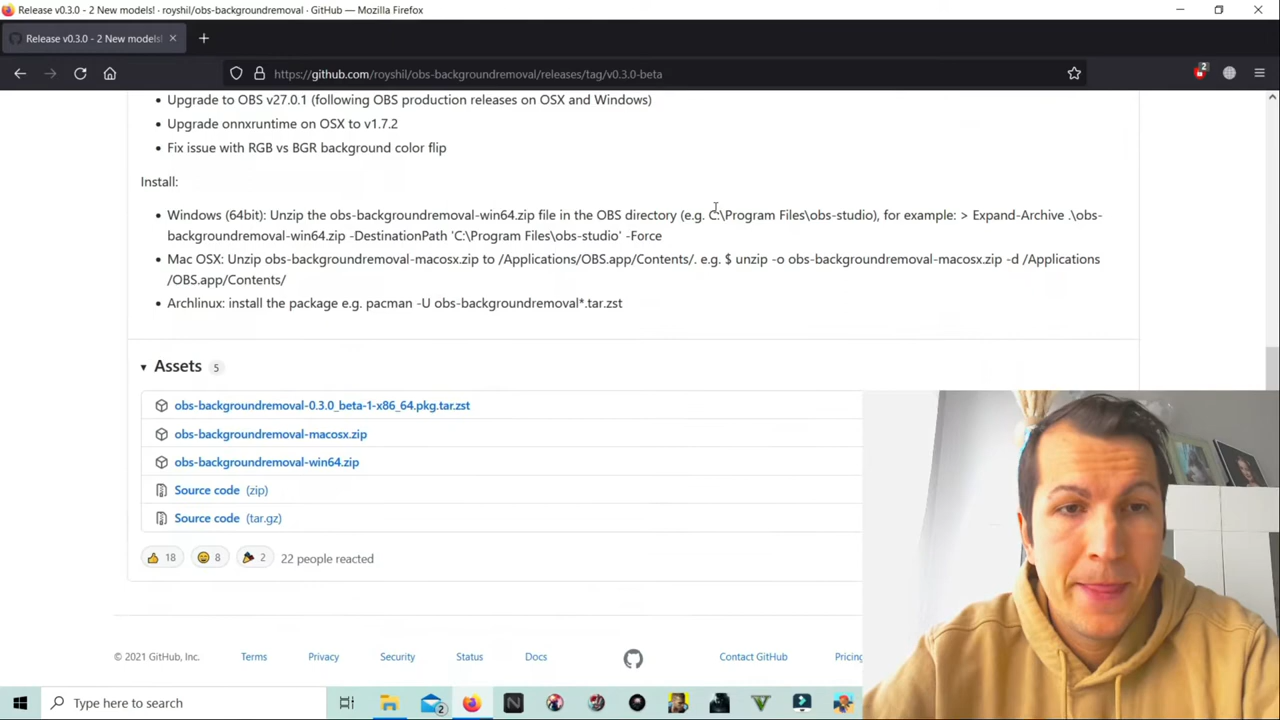 Release v0.3.0 - 2 New models! · royshil/obs-backgroundremoval · GitHub — Mozilla Firefox
Release v0.3.0 - 2 New models!
https://github.com/royshil/obs-backgroundremoval/releases/tag/v0.3.0-beta
2
Upgrade to OBS v27.0.1 (following OBS production releases on OSX and Windows)
Upgrade onnxruntime on OSX to v1.7.2
Fix issue with RGB vs BGR background color flip
Install:
Windows (64bit): Unzip the obs-backgroundremoval-win64.zip file in the OBS directory (e.g. C:\Program Files\obs-studio), for example: > Expand-Archive .\obs-
backgroundremoval-win64.zip -DestinationPath 'C:\Program Files\obs-studio' -Force
Mac OSX: Unzip obs-backgroundremoval-macosx.zip to /Applications/OBS.app/Contents/. e.g. $ unzip -o obs-backgroundremoval-macosx.zip -d /Applications
/OBS.app/Contents/
Archlinux: install the package e.g. pacman -U obs-backgroundremoval*.tar.zst
Assets 5
obs-backgroundremoval-0.3.0_beta-1-x86_64.pkg.tar.zst
obs-backgroundremoval-macosx.zip
obs-backgroundremoval-win64.zip
Source code (zip)
Source code (tar.gz)
18 8 2 22 people reacted
© 2021 GitHub, Inc. Terms Privacy Security Status Docs Contact GitHub Pricing
Type here to search
2